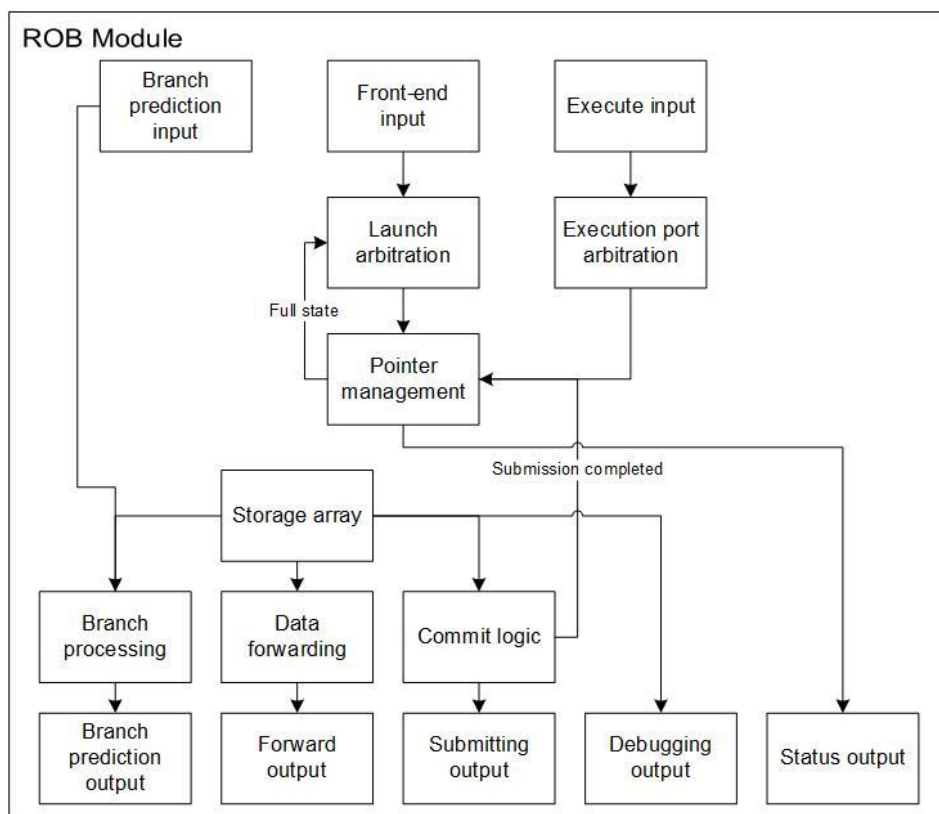 ROB Module
Branch
prediction
input
Front-end
input
Execute input
Launch
arbitration
Execution port
arbitration
Full state
Pointer
management
Submission completed
Storage array
Branch
processing
Data
forwarding
Commit logic
Branch
prediction
output
Forward
output
Submitting
output
Debugging
output
Status output